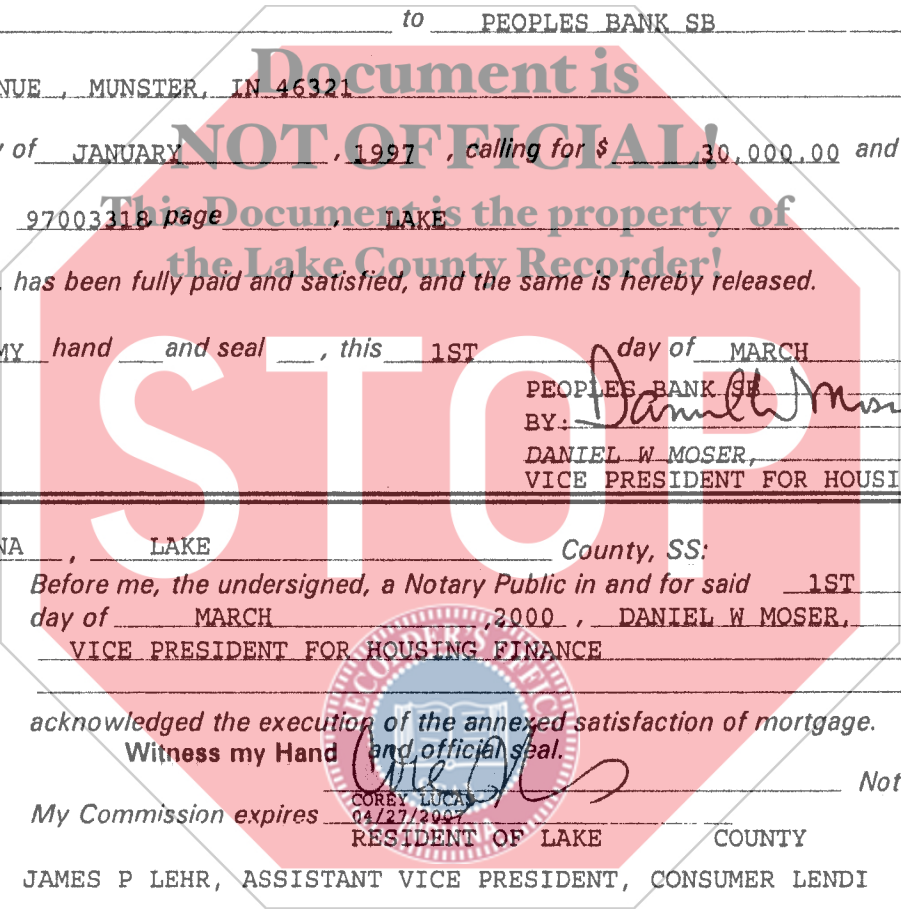 to PEOPLES BANK SB
Document is
NUE , MUNSTER, IN 46321
NOT OFFICIAL!
of JANUARY , 1997 , calling for $ 30,000.00 and
This Document is the property of
97003318 page , LAKE
the Lake County Recorder!
has been fully paid and satisfied, and the same is hereby released.
MY hand and seal , this 1ST day of MARCH
STOP
PEOPLES BANK SB
BY:
DANIEL W MOSER,
VICE PRESIDENT FOR HOUSI
NA , LAKE County, SS:
Before me, the undersigned, a Notary Public in and for said 1ST
day of MARCH ,2000 , DANIEL W MOSER,
VICE PRESIDENT FOR HOUSING FINANCE
acknowledged the execution of the annexed satisfaction of mortgage.
Witness my Hand and official seal.
Not
COREY LUCAS
My Commission expires 04/27/2007
RESIDENT OF LAKE COUNTY
JAMES P LEHR, ASSISTANT VICE PRESIDENT, CONSUMER LENDI